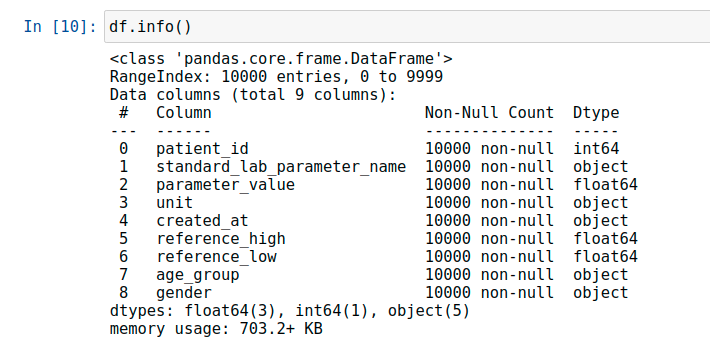 In [10]: df.info()
<class 'pandas.core.frame.DataFrame'>
RangeIndex: 10000 entries, 0 to 9999
Data columns (total 9 columns):
 #   Column                       Non-Null Count  Dtype
---  ------                       --------------  -----
 0   patient_id                   10000 non-null  int64
 1   standard_lab_parameter_name  10000 non-null  object
 2   parameter_value              10000 non-null  float64
 3   unit                         10000 non-null  object
 4   created_at                   10000 non-null  object
 5   reference_high               10000 non-null  float64
 6   reference_low                10000 non-null  float64
 7   age_group                    10000 non-null  object
 8   gender                       10000 non-null  object
dtypes: float64(3), int64(1), object(5)
memory usage: 703.2+ KB